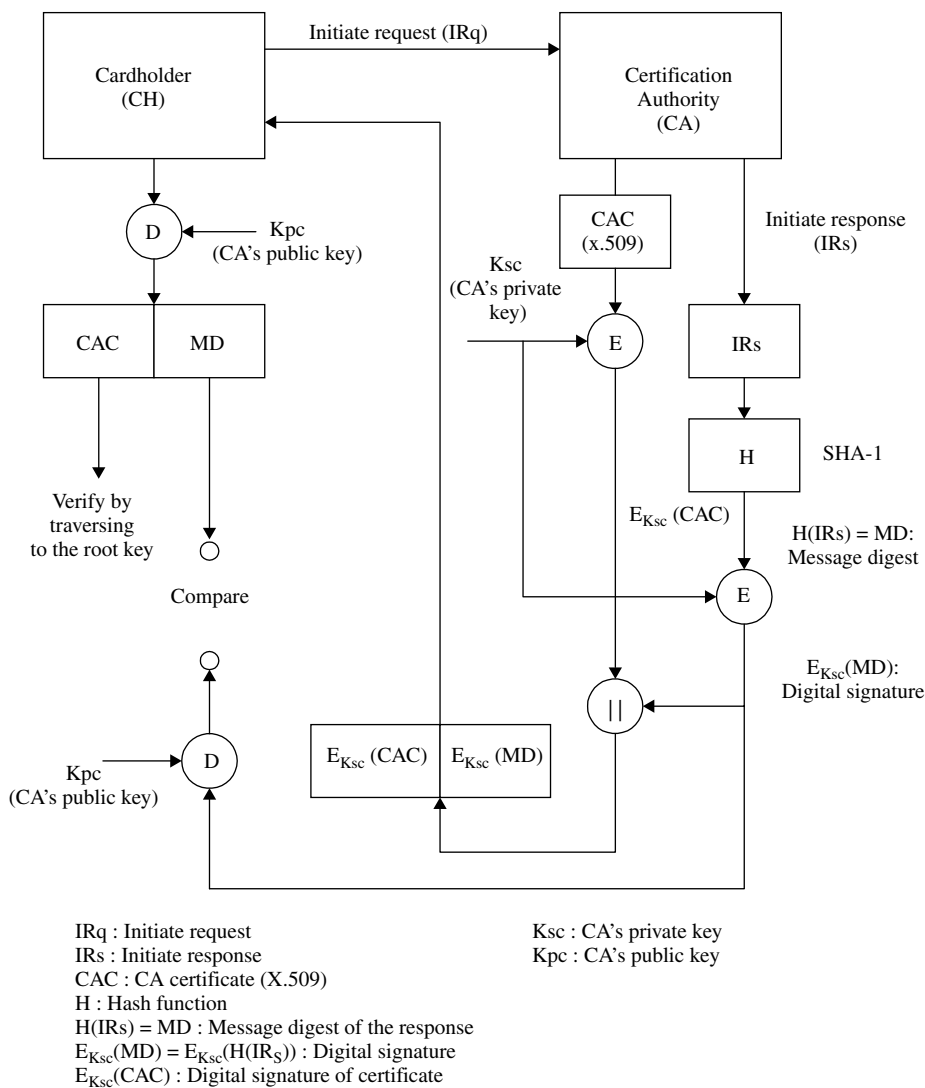 Initiate request (IRq)
Cardholder
(CH)
Certification
Authority
(CA)
D
Kpc
(CA's public key)
CAC
(x.509)
Initiate response
(IRs)
Ksc
(CA's private
key)
CAC
MD
E
IRs
H
SHA-1
Verify by
traversing
to the root key
E_Ksc (CAC)
H(IRs) = MD:
Message digest
Compare
E
E_Ksc(MD):
Digital signature
||
E_Ksc (CAC)
E_Ksc (MD)
D
Kpc
(CA's public key)
IRq : Initiate request
IRs : Initiate response
CAC : CA certificate (X.509)
H : Hash function
H(IRs) = MD : Message digest of the response
E_Ksc(MD) = E_Ksc(H(IR_S)) : Digital signature
E_Ksc(CAC) : Digital signature of certificate
Ksc : CA's private key
Kpc : CA's public key